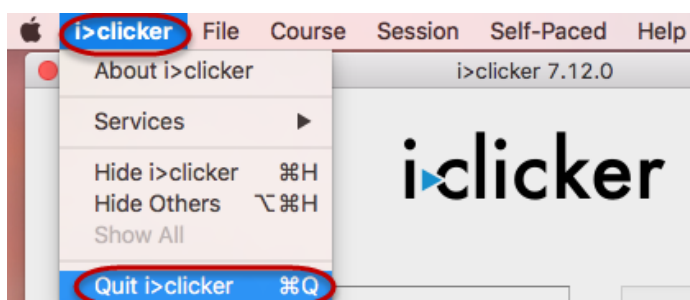 i>clicker File Course Session Self-Paced Help
i>clicker 7.12.0
About i>clicker
Services ▶
Hide i>clicker ⌘H
Hide Others ⌥⌘H
Show All
Quit i>clicker ⌘Q
i▸clicker